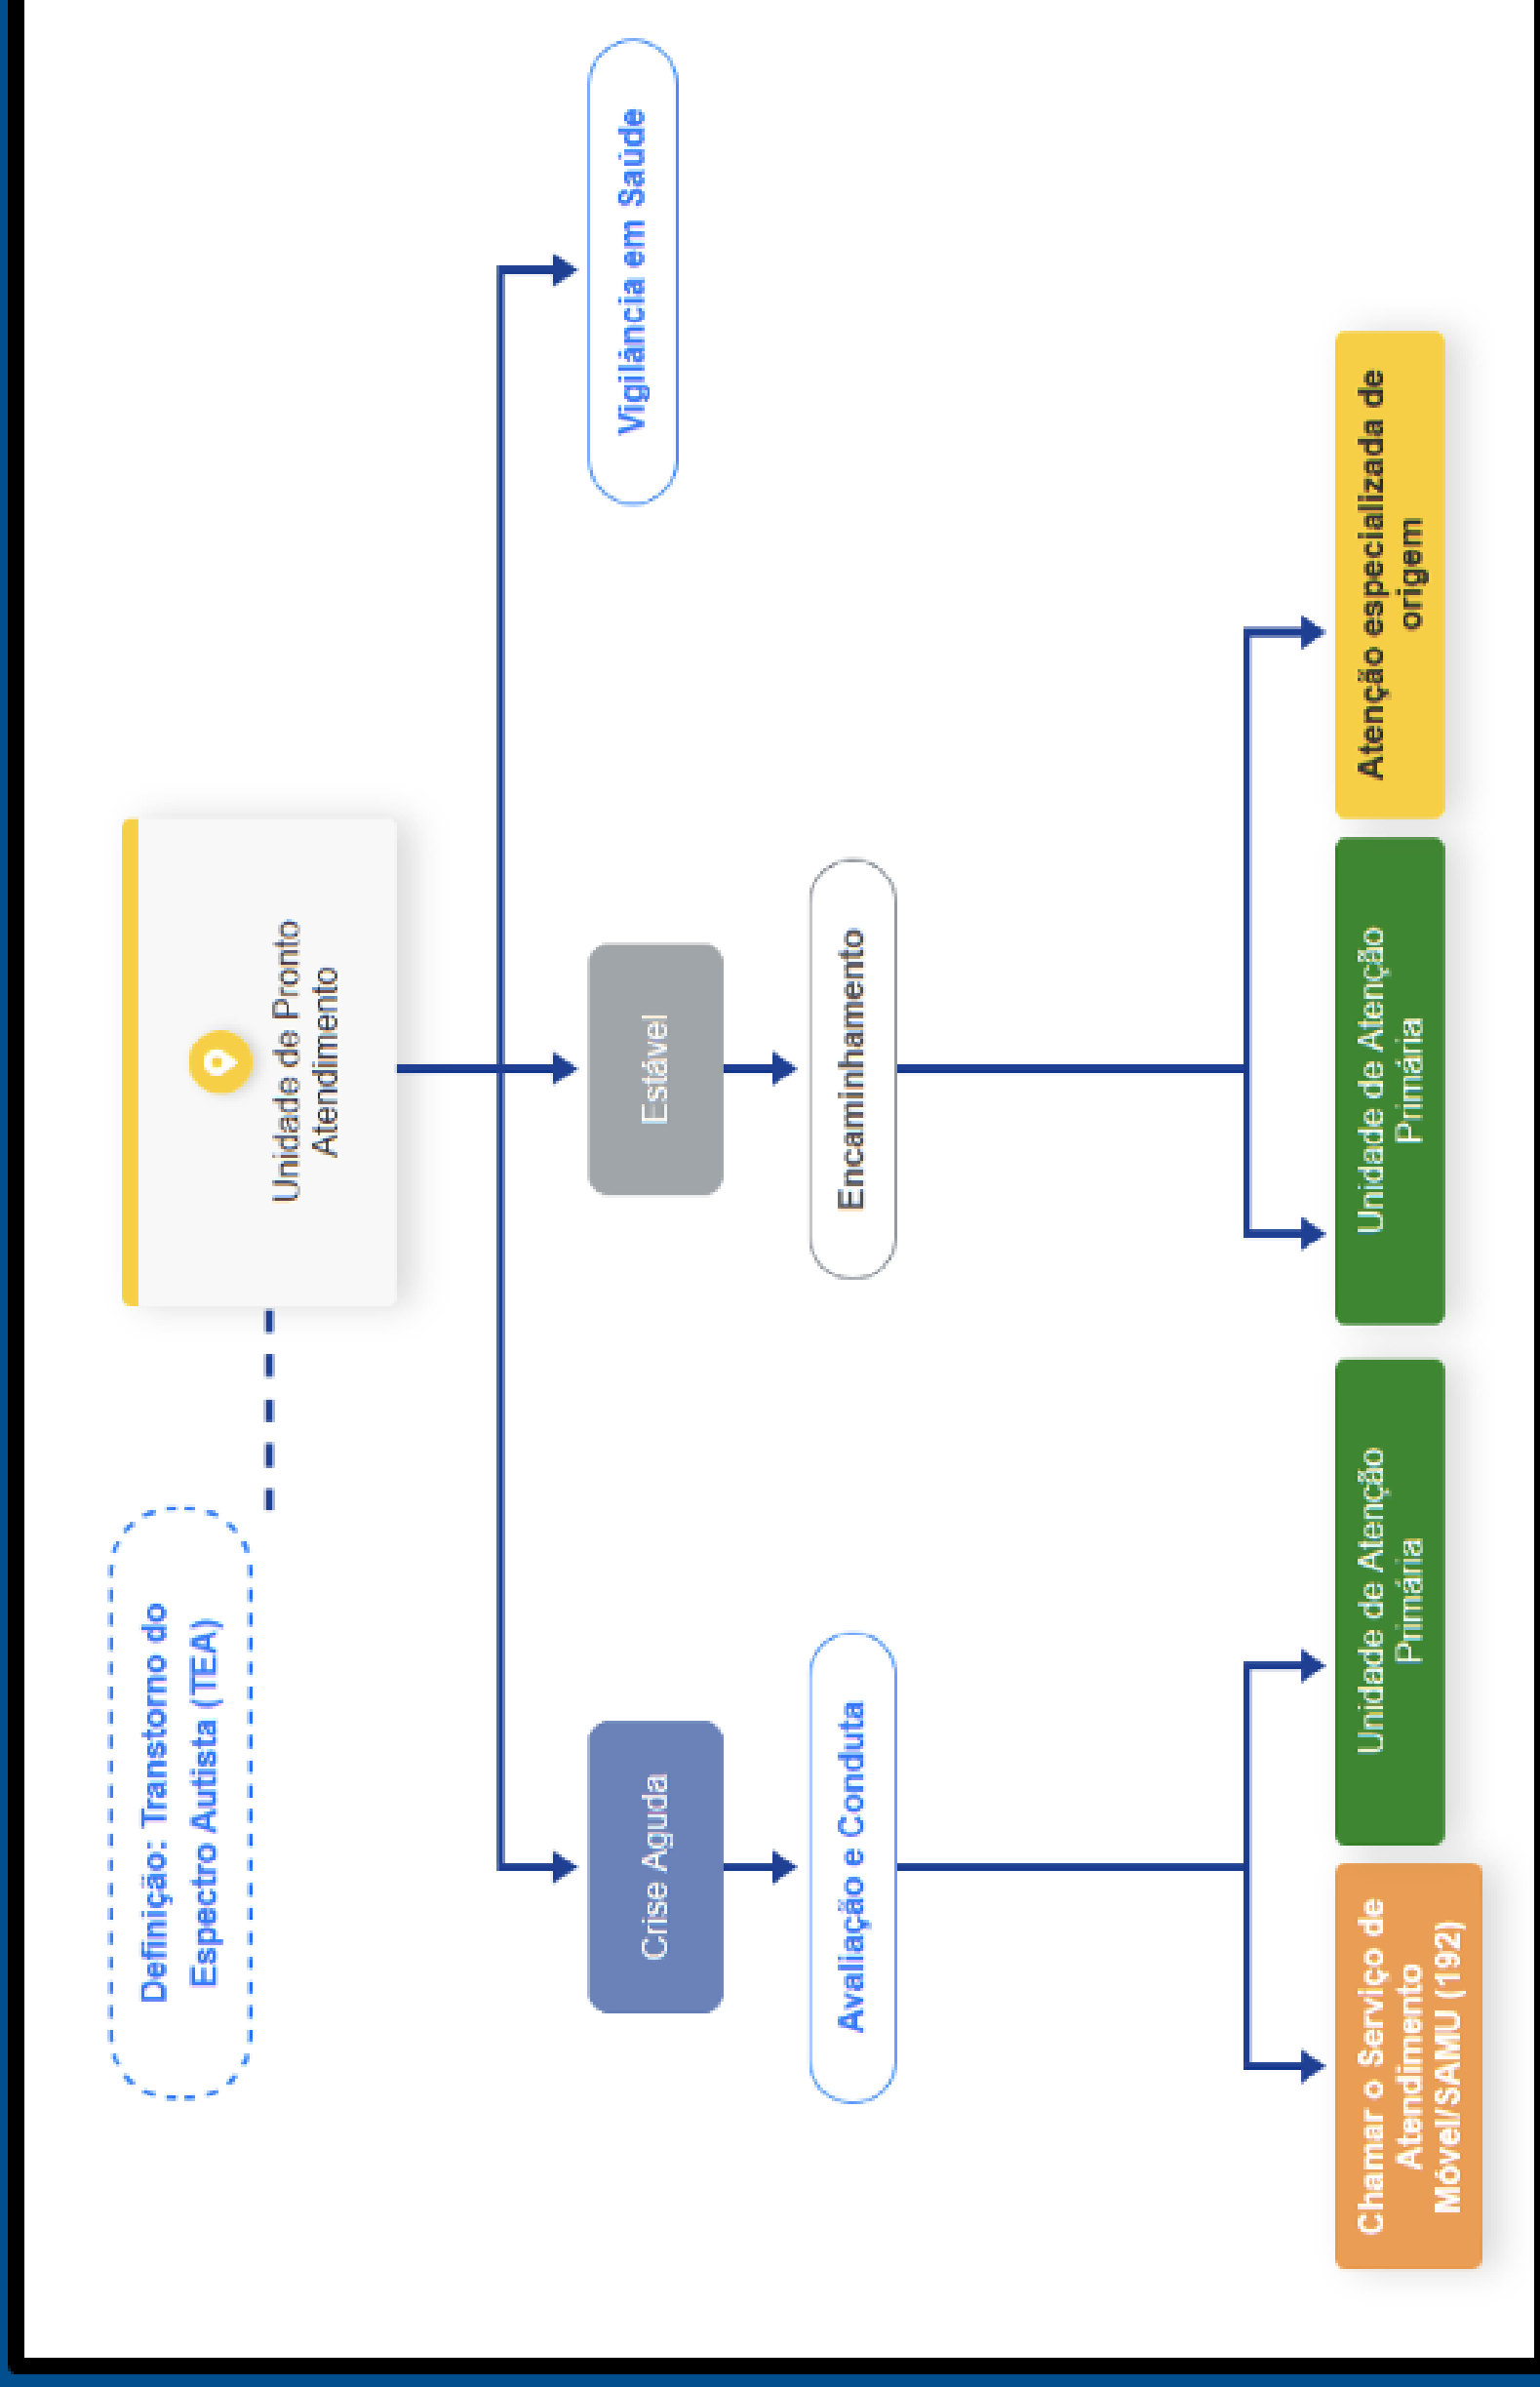 Definição: Transtorno do
Espectro Autista (TEA)
Unidade de Pronto
Atendimento
Crise Aguda
Estável
Vigilância em Saúde
Avaliação e Conduta
Encaminhamento
Chamar o Serviço de
Atendimento
Móvel/SAMU (192)
Unidade de Atenção
Primária
Unidade de Atenção
Primária
Atenção especializada de
origem